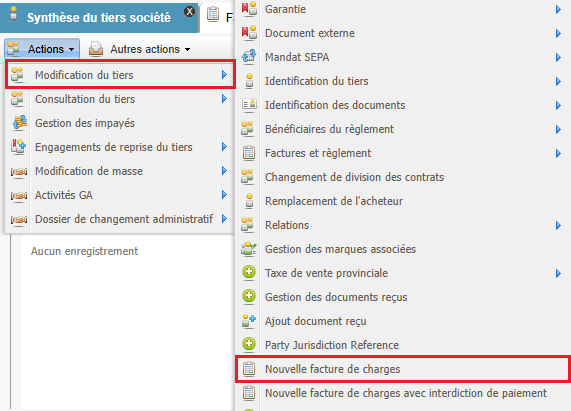 Synthèse du tiers société
F
Actions
Autres actions
Modification du tiers
Consultation du tiers
Gestion des impayés
Engagements de reprise du tiers
Modification de masse
Activités GA
Dossier de changement administratif
Aucun enregistrement
Garantie
Document externe
Mandat SEPA
Identification du tiers
Identification des documents
Bénéficiaires du règlement
Factures et règlement
Changement de division des contrats
Remplacement de l'acheteur
Relations
Gestion des marques associées
Taxe de vente provinciale
Gestion des documents reçus
Ajout document reçu
Party Jurisdiction Reference
Nouvelle facture de charges
Nouvelle facture de charges avec interdiction de paiement